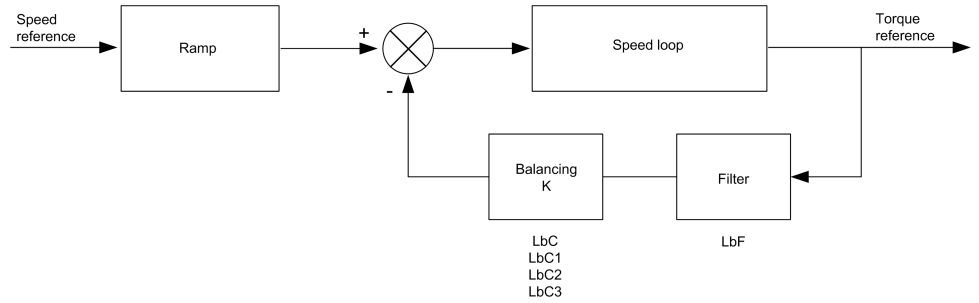 Speed
reference
Ramp
+
-
Speed loop
Torque
reference
Balancing
K
Filter
LbC
LbC1
LbC2
LbC3
LbF